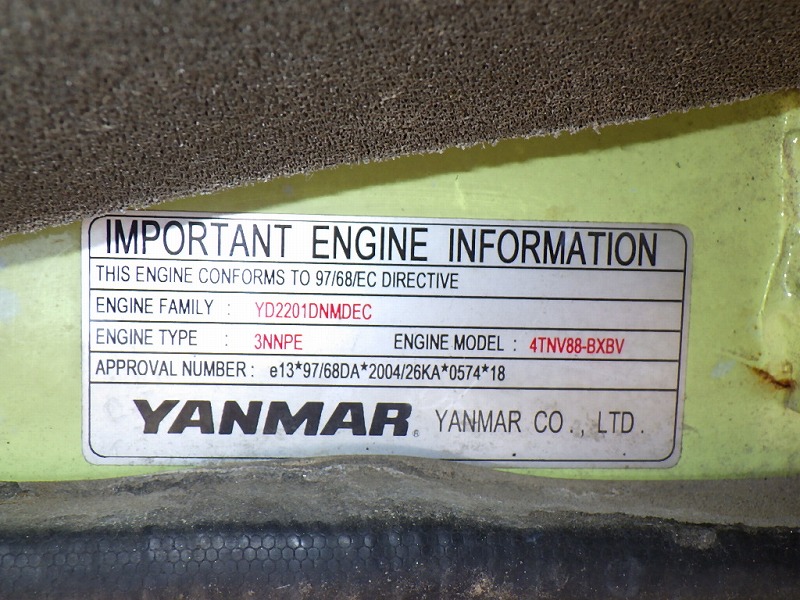 IMPORTANT ENGINE INFORMATION
THIS ENGINE CONFORMS TO 97/68/EC DIRECTIVE
ENGINE FAMILY : YD2201DNMDEC
ENGINE TYPE : 3NNPE ENGINE MODEL : 4TNV88-BXBV
APPROVAL NUMBER : e13*97/68DA*2004/26KA*0574*18
YANMAR® YANMAR CO., LTD.